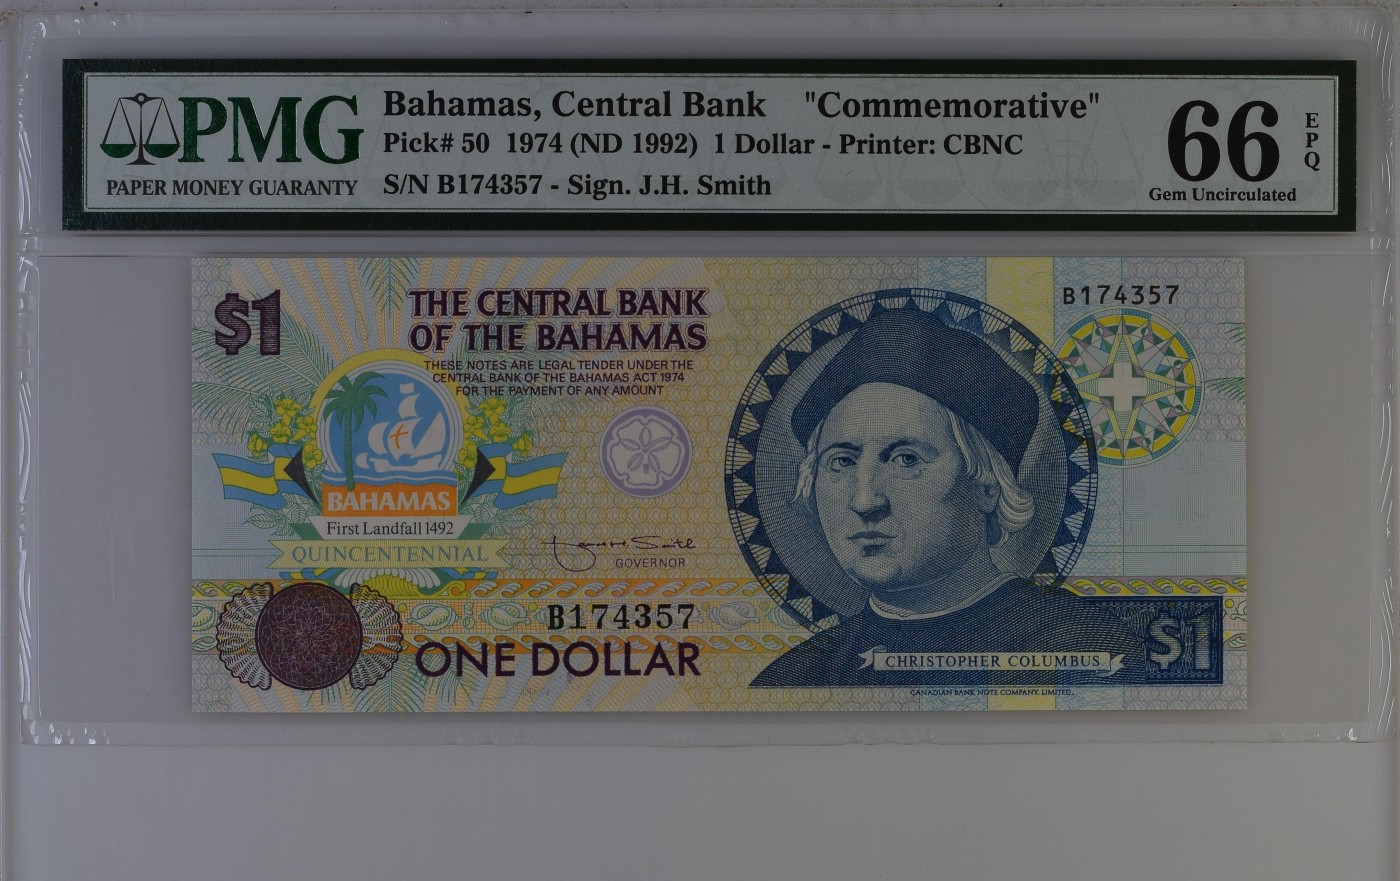 PMG
PAPER MONEY GUARANTY
Bahamas, Central Bank "Commemorative"
Pick# 50 1974 (ND 1992) 1 Dollar - Printer: CBNC
S/N B174357 - Sign. J.H. Smith
66
EPQ
Gem Uncirculated
$1
THE CENTRAL BANK
OF THE BAHAMAS
THESE NOTES ARE LEGAL TENDER UNDER THE
CENTRAL BANK OF THE BAHAMAS ACT 1974
FOR THE PAYMENT OF ANY AMOUNT
B174357
BAHAMAS
First Landfall 1492
QUINCENTENNIAL
James H. Smith
GOVERNOR
B174357
ONE DOLLAR
CHRISTOPHER COLUMBUS
$1
CANADIAN BANK NOTE COMPANY, LIMITED.